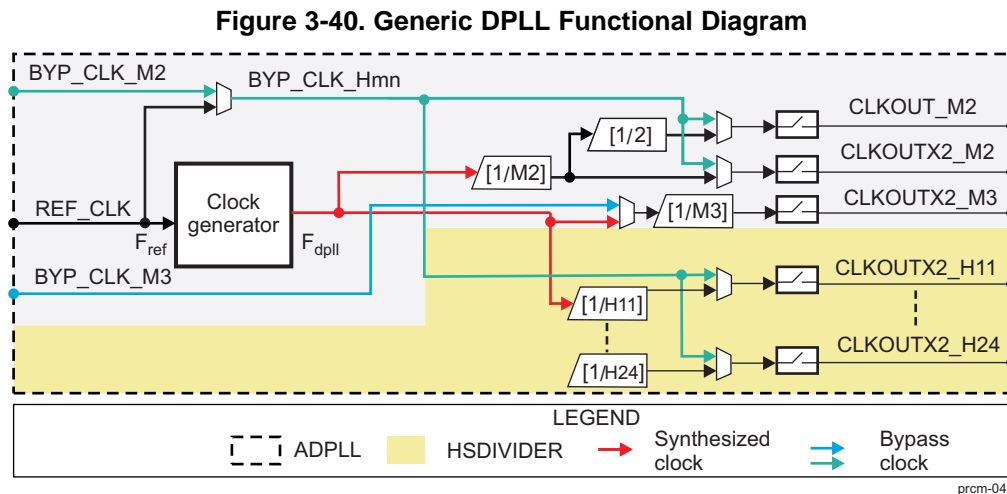 Figure 3-40. Generic DPLL Functional Diagram
BYP_CLK_M2
BYP_CLK_Hmn
CLKOUT_M2
[1/2]
[1/M2]
CLKOUTX2_M2
Clock
generator
REF_CLK
Fref
Fdpll
[1/M3]
CLKOUTX2_M3
BYP_CLK_M3
CLKOUTX2_H11
[1/H11]
CLKOUTX2_H24
[1/H24]
LEGEND
ADPLL
HSDIVIDER
Synthesized
clock
Bypass
clock
prcm-04